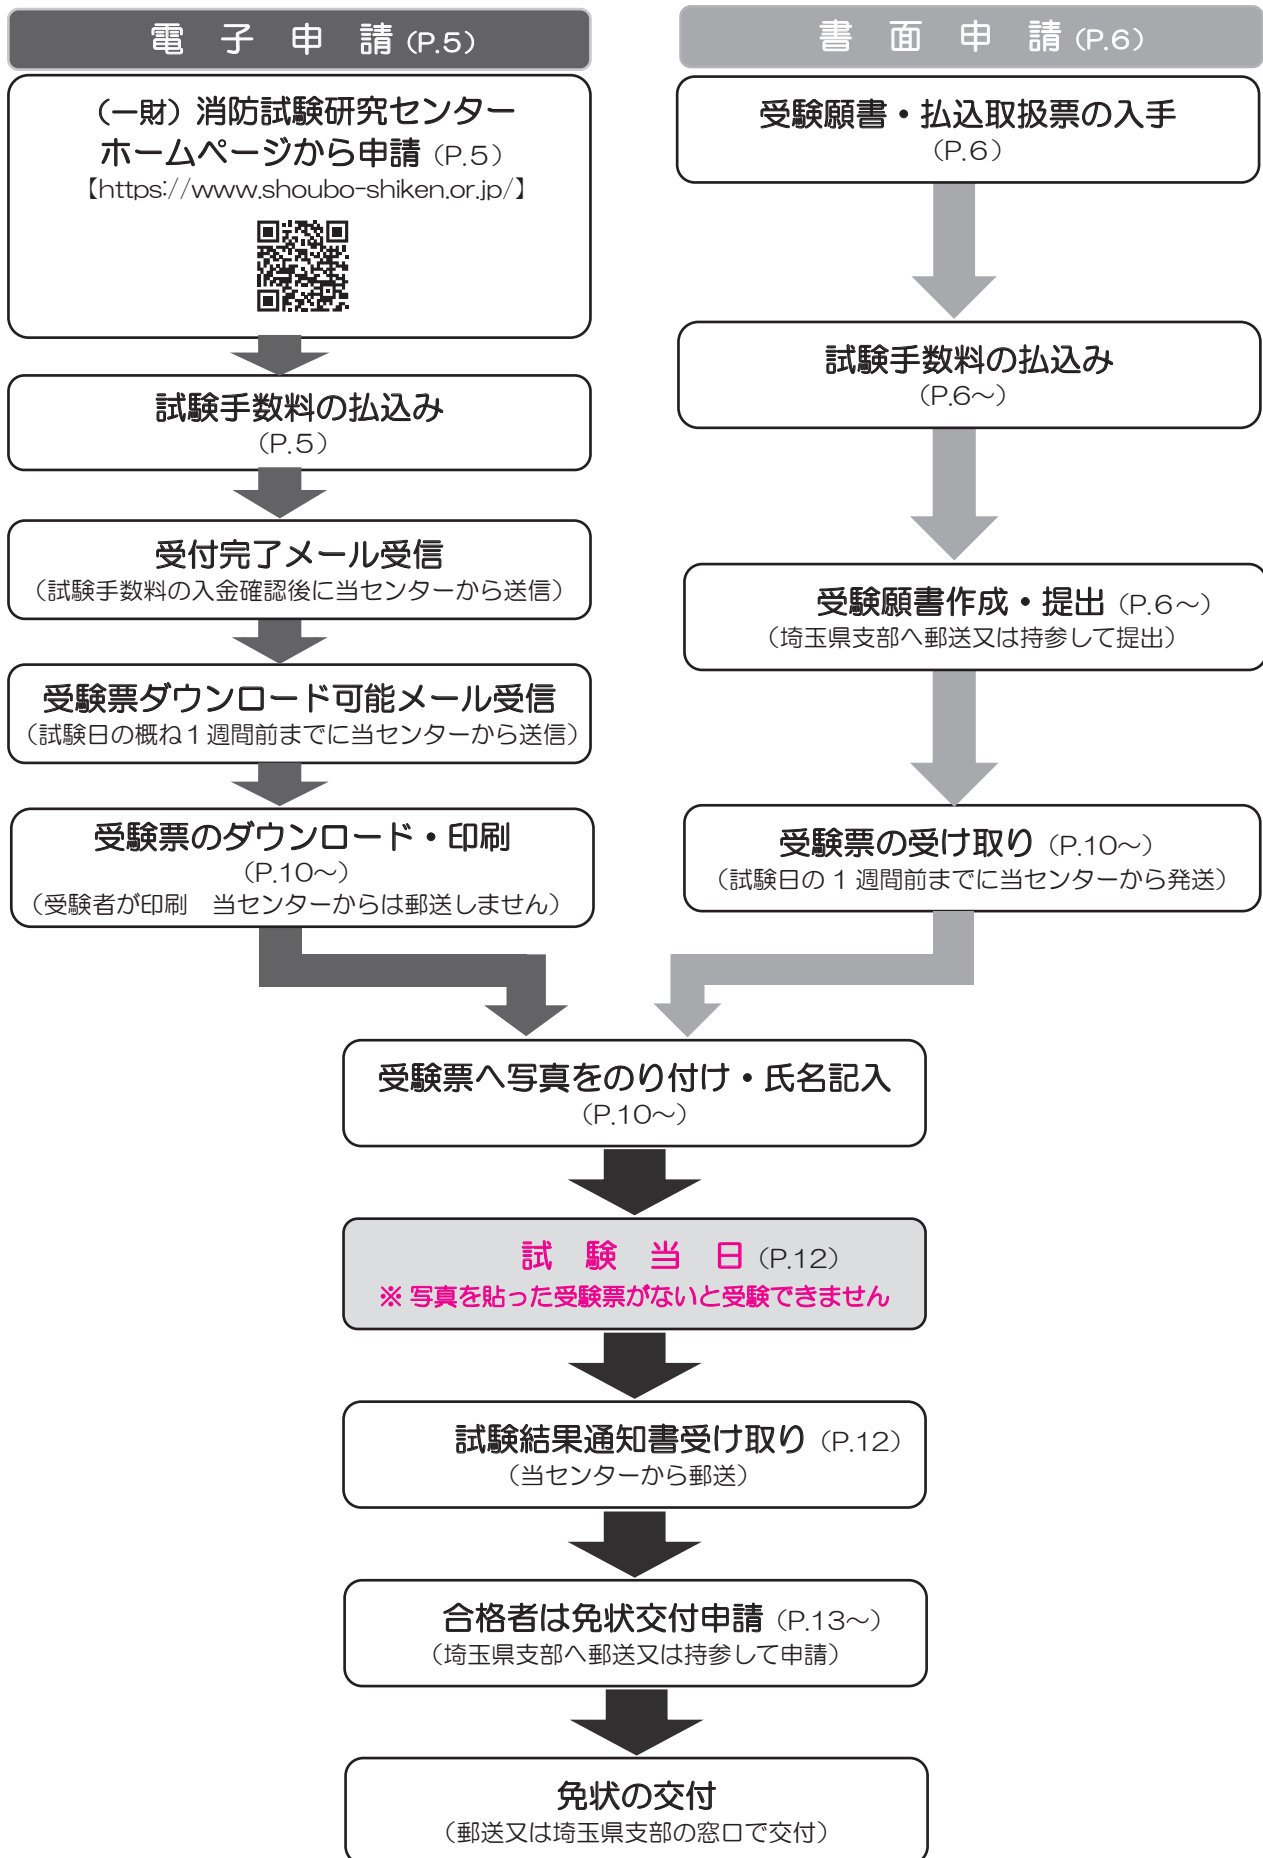 電 子 申 請 (P.5)
（一財）消防試験研究センター
ホームページから申請（P.5）
【https://www.shoubo-shiken.or.jp/】
試験手数料の払込み
（P.5）
受付完了メール受信
（試験手数料の入金確認後に当センターから送信）
受験票ダウンロード可能メール受信
（試験日の概ね１週間前までに当センターから送信）
受験票のダウンロード・印刷
（P.10～）
（受験者が印刷　当センターからは郵送しません）
書 面 申 請 (P.6)
受験願書・払込取扱票の入手
（P.6）
試験手数料の払込み
（P.6～）
受験願書作成・提出（P.6～）
（埼玉県支部へ郵送又は持参して提出）
受験票の受け取り（P.10～）
（試験日の 1 週間前までに当センターから発送）
受験票へ写真をのり付け・氏名記入
（P.10～）
試 験 当 日（P.12）
※ 写真を貼った受験票がないと受験できません
試験結果通知書受け取り（P.12）
（当センターから郵送）
合格者は免状交付申請（P.13～）
（埼玉県支部へ郵送又は持参して申請）
免状の交付
（郵送又は埼玉県支部の窓口で交付）